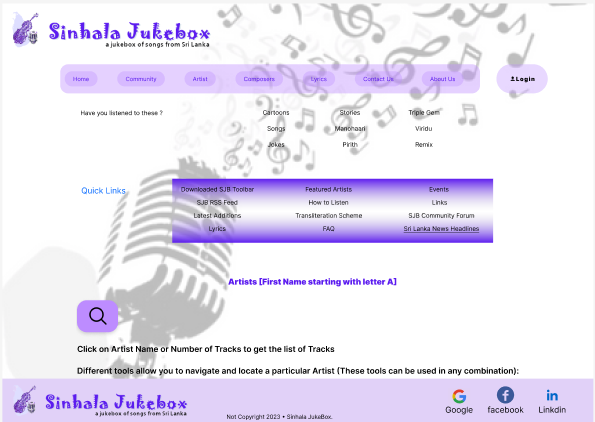 Sinhala Jukebox
a jukebox of songs from Sri Lanka
Home Community Artist Composers Lyrics Contact Us About Us Login
Have you listened to these ? Cartoons Stories Triple Gem
Songs Manohaari Viridu
Jokes Pirith Remix
Quick Links Downloaded SJB Toolbar Featured Artists Events
SJB RSS Feed How to Listen Links
Latest Additions Transliteration Scheme SJB Community Forum
Lyrics FAQ Sri Lanka News Headlines
Artists [First Name starting with letter A]
Click on Artist Name or Number of Tracks to get the list of Tracks
Different tools allow you to navigate and locate a particular Artist (These tools can be used in any combination):
Sinhala Jukebox
a jukebox of songs from Sri Lanka
Not Copyright 2023 • Sinhala JukeBox.
Google facebook Linkdin